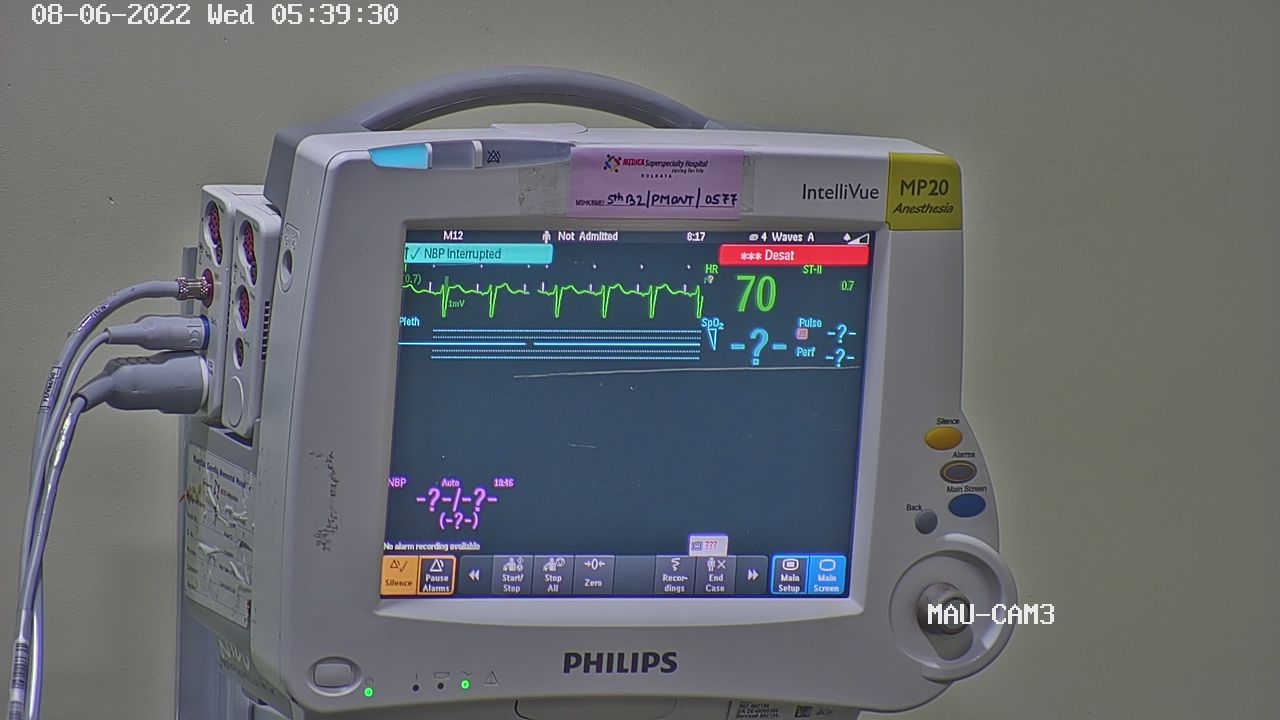 08-06-2022 Wed 05:39:30
MEDICA Superspecialty Hospital
KOLKATA
5th B2/PMONT/0577
IntelliVue
MP20
Anesthesia
M12 Not Admitted 8:17 4 Waves A
NBP Interrupted
*** Desat
HR
ST-II
0.7
70
1mV
Pleth
SpO₂
-?-
Pulse -?-
Perf -?-
NBP Auto 18:46
-?-/-?-
(-?-)
No alarm recording available
???
Silence
Pause Alarms
Start/ Stop
Stop All
Zero
Recor- dings
End Case
Main Setup
Main Screen
Silence
Alarms
Main Screen
Back
MAU-CAM3
PHILIPS